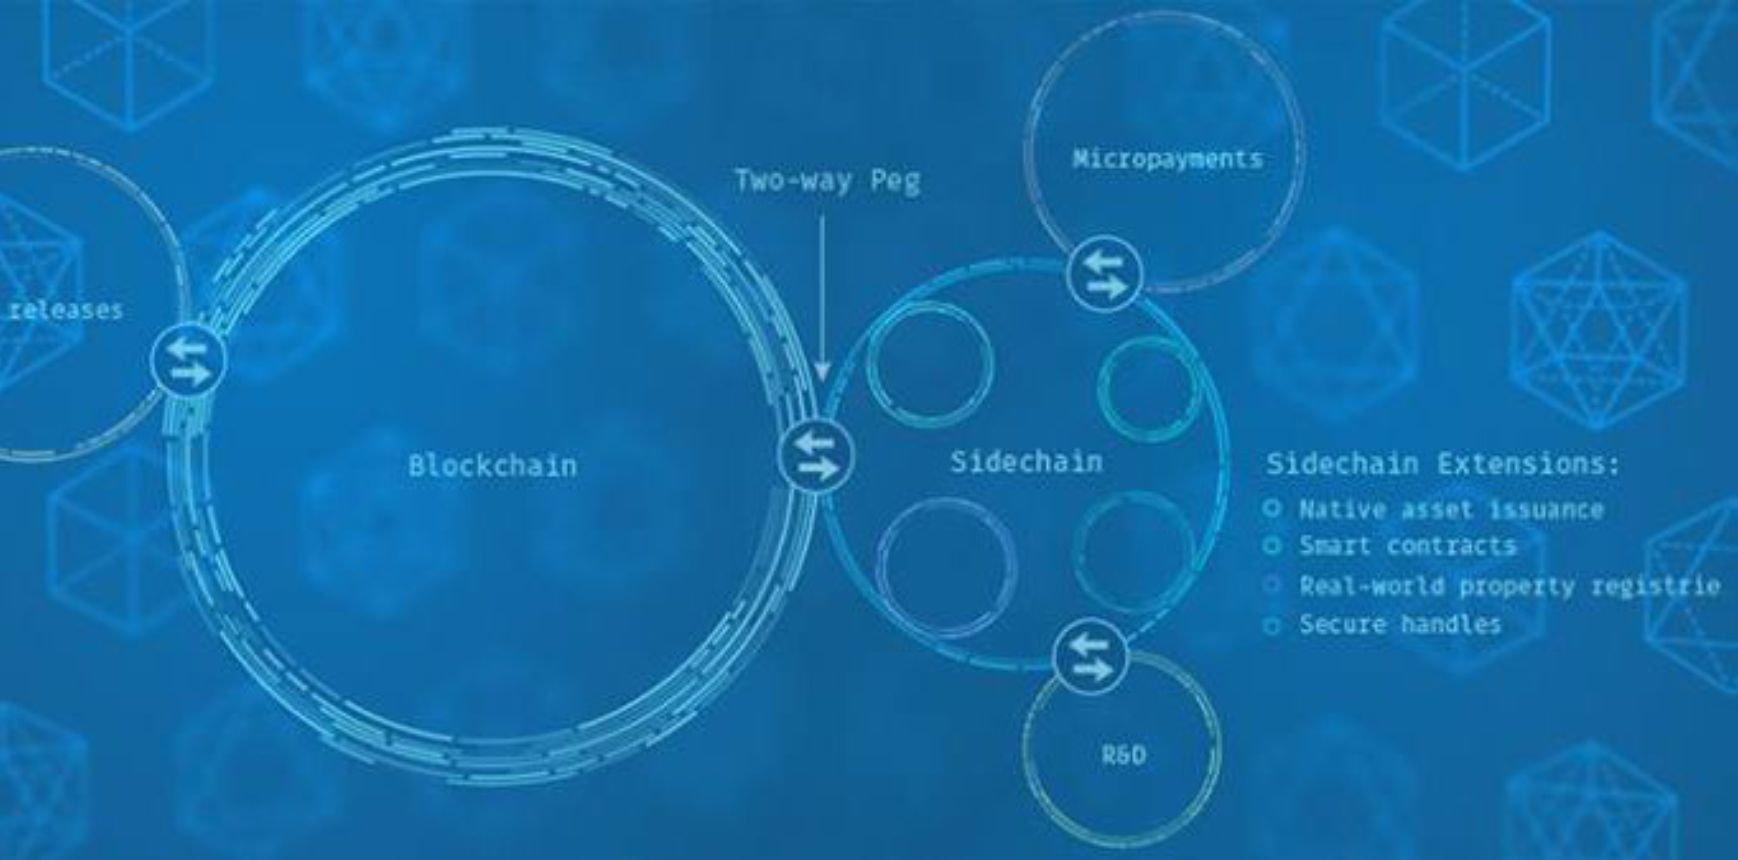 Micropayments
Two-way Peg
releases
Blockchain
Sidechain
Sidechain Extensions:
Native asset issuance
Smart contracts
Real-world property registrie
Secure handles
R&D